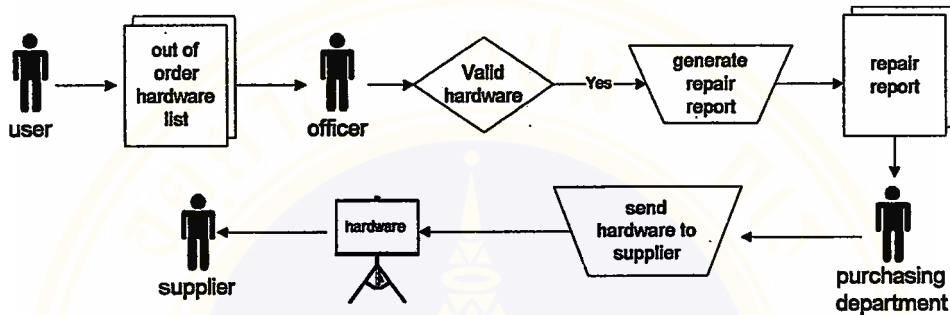 out of
order
hardware
list
user
officer
Valid
hardware
Yes
generate
repair
report
repair
report
supplier
hardware
send
hardware to
supplier
purchasing
department